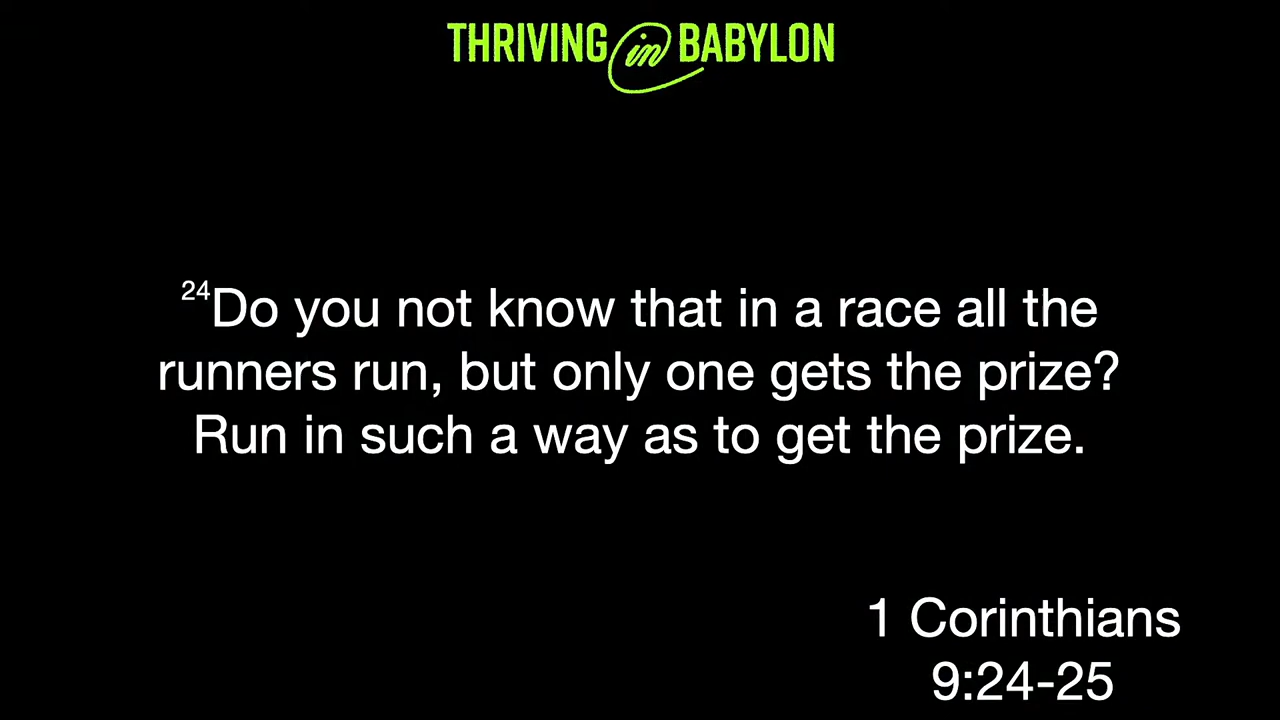 THRIVING in BABYLON
24Do you not know that in a race all the
runners run, but only one gets the prize?
Run in such a way as to get the prize.
1 Corinthians
9:24-25